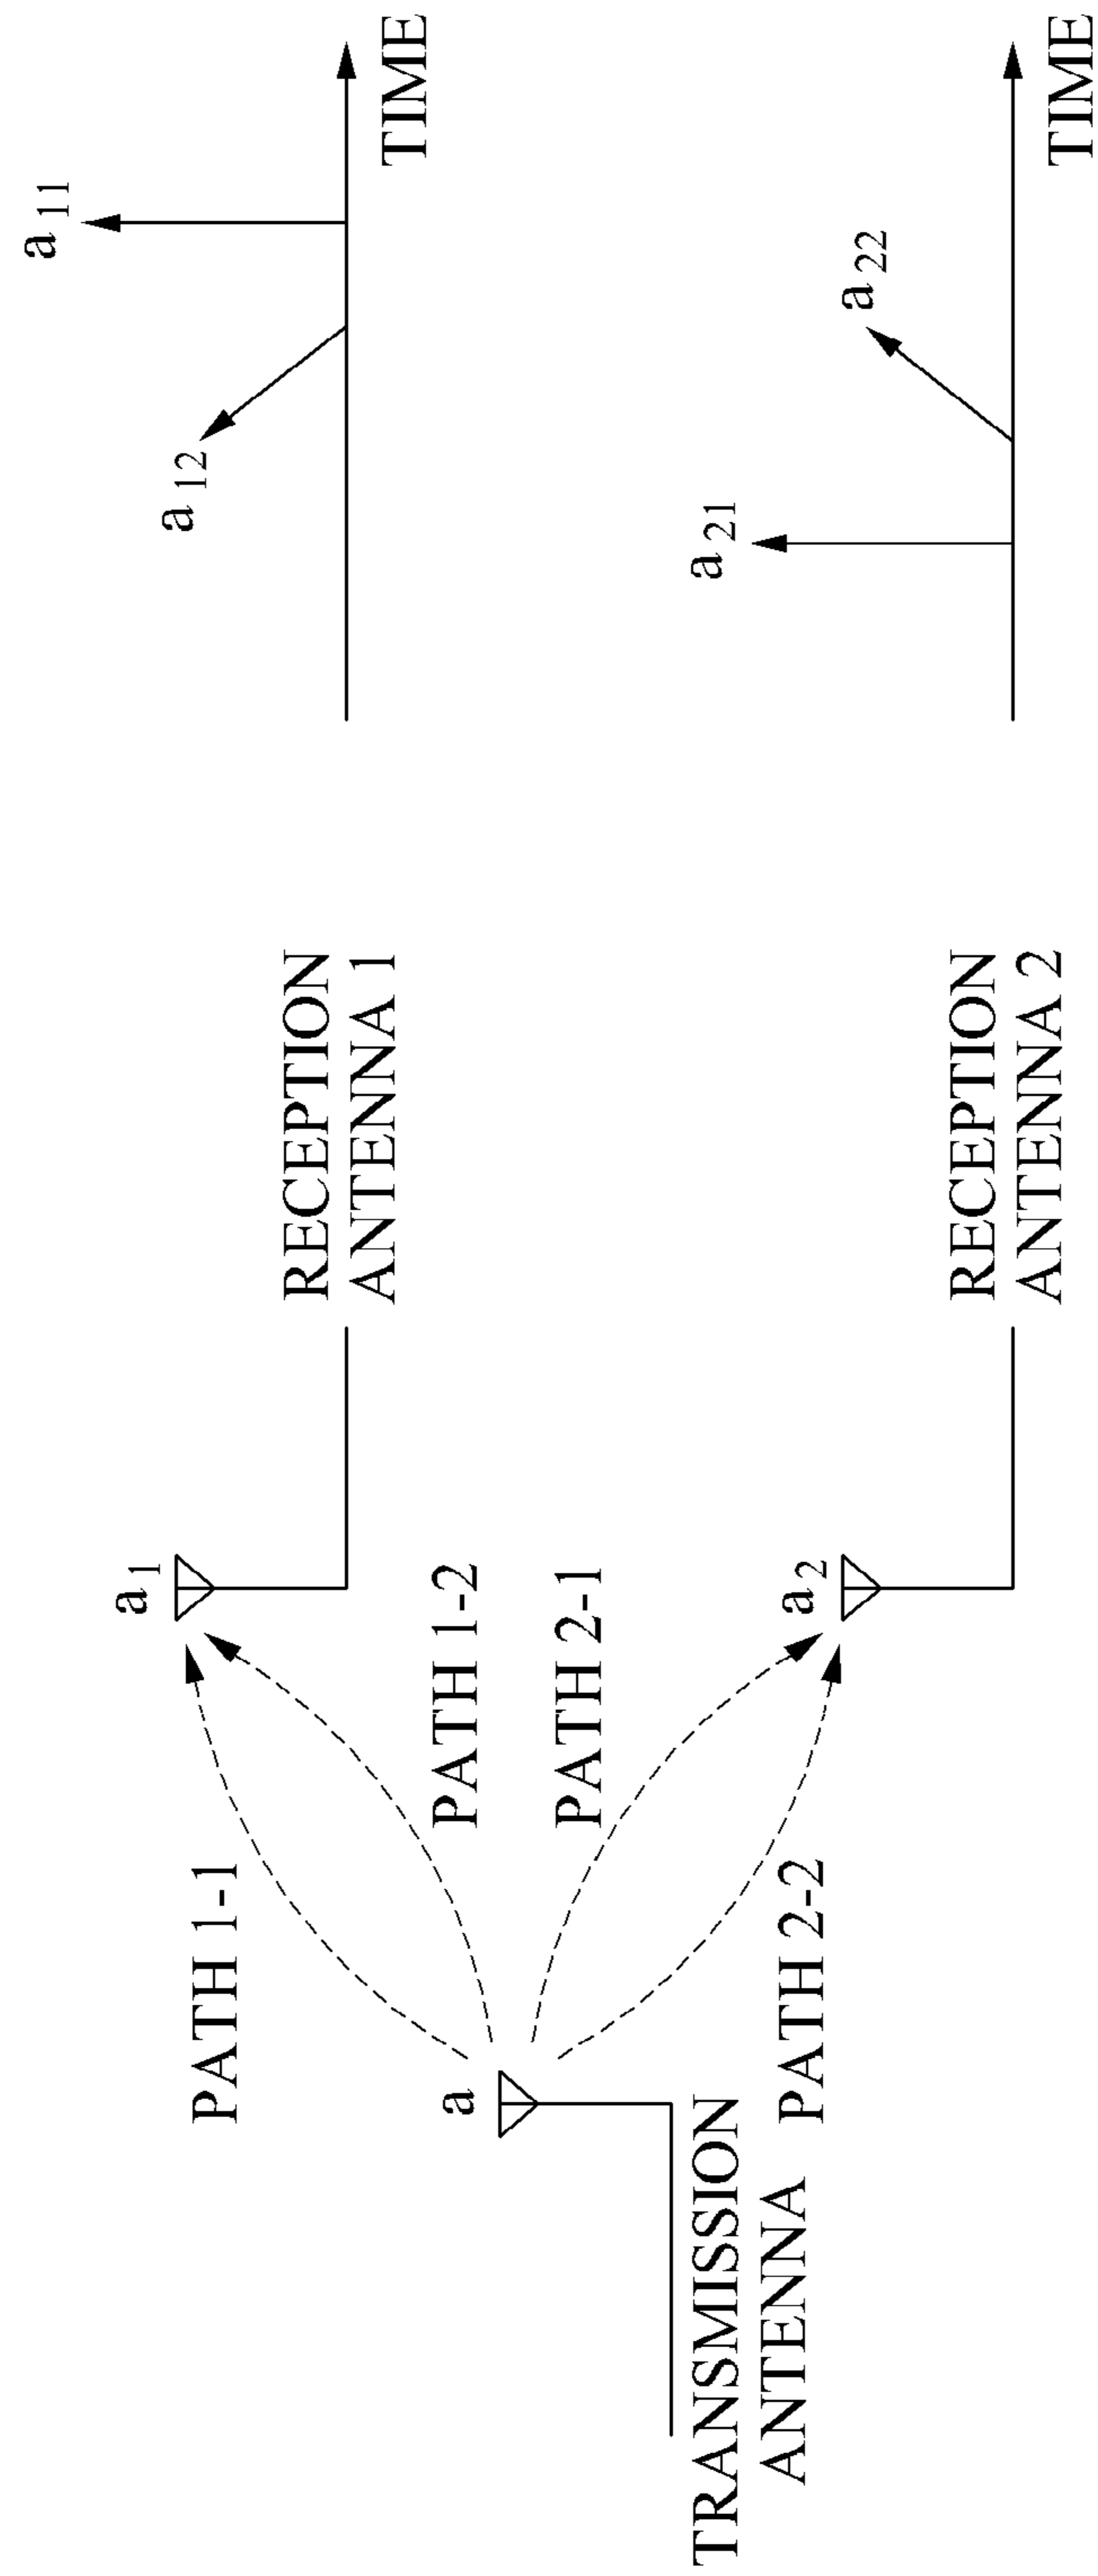 a
TRANSMISSION
ANTENNA
PATH 1-1
PATH 1-2
PATH 2-1
PATH 2-2
a1
RECEPTION
ANTENNA 1
a12
a11
TIME
a2
RECEPTION
ANTENNA 2
a21
a22
TIME